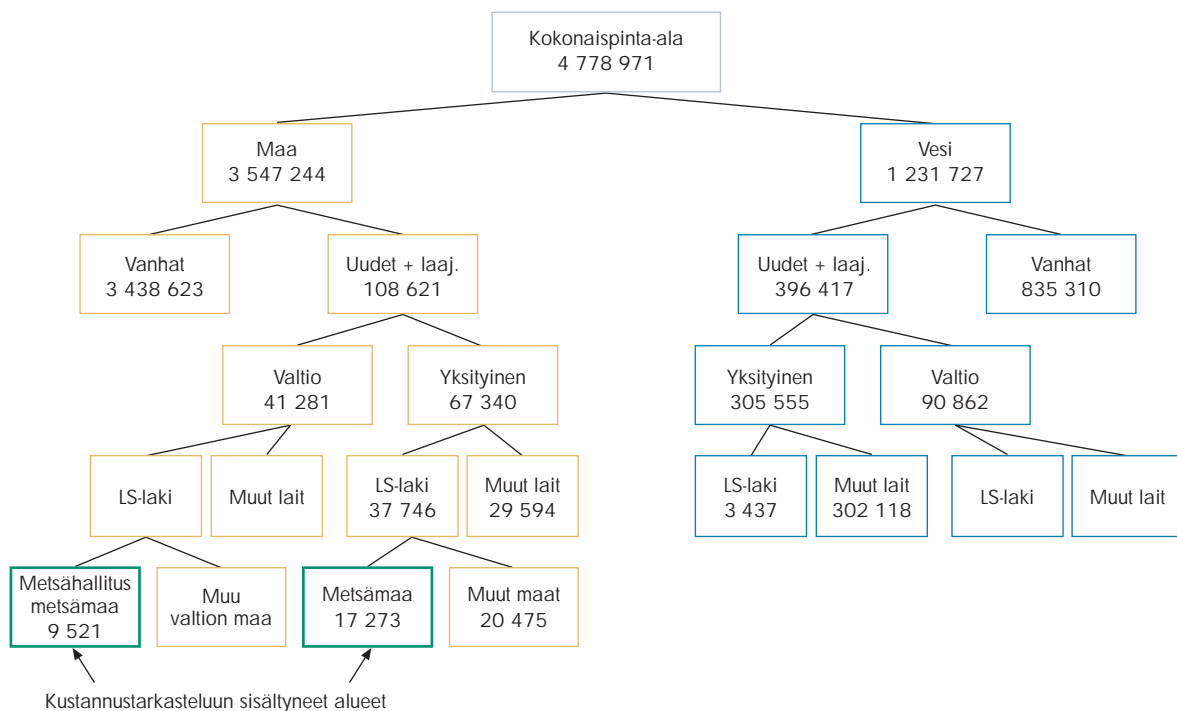 Kokonaispinta-ala
4 778 971
Maa
3 547 244
Vesi
1 231 727
Vanhat
3 438 623
Uudet + laaj.
108 621
Uudet + laaj.
396 417
Vanhat
835 310
Valtio
41 281
Yksityinen
67 340
Yksityinen
305 555
Valtio
90 862
LS-laki
Muut lait
LS-laki
37 746
Muut lait
29 594
LS-laki
3 437
Muut lait
302 118
LS-laki
Muut lait
Metsähallitus
metsämaa
9 521
Muu
valtion maa
Metsämaa
17 273
Muut maat
20 475
Kustannustarkasteluun sisältyneet alueet